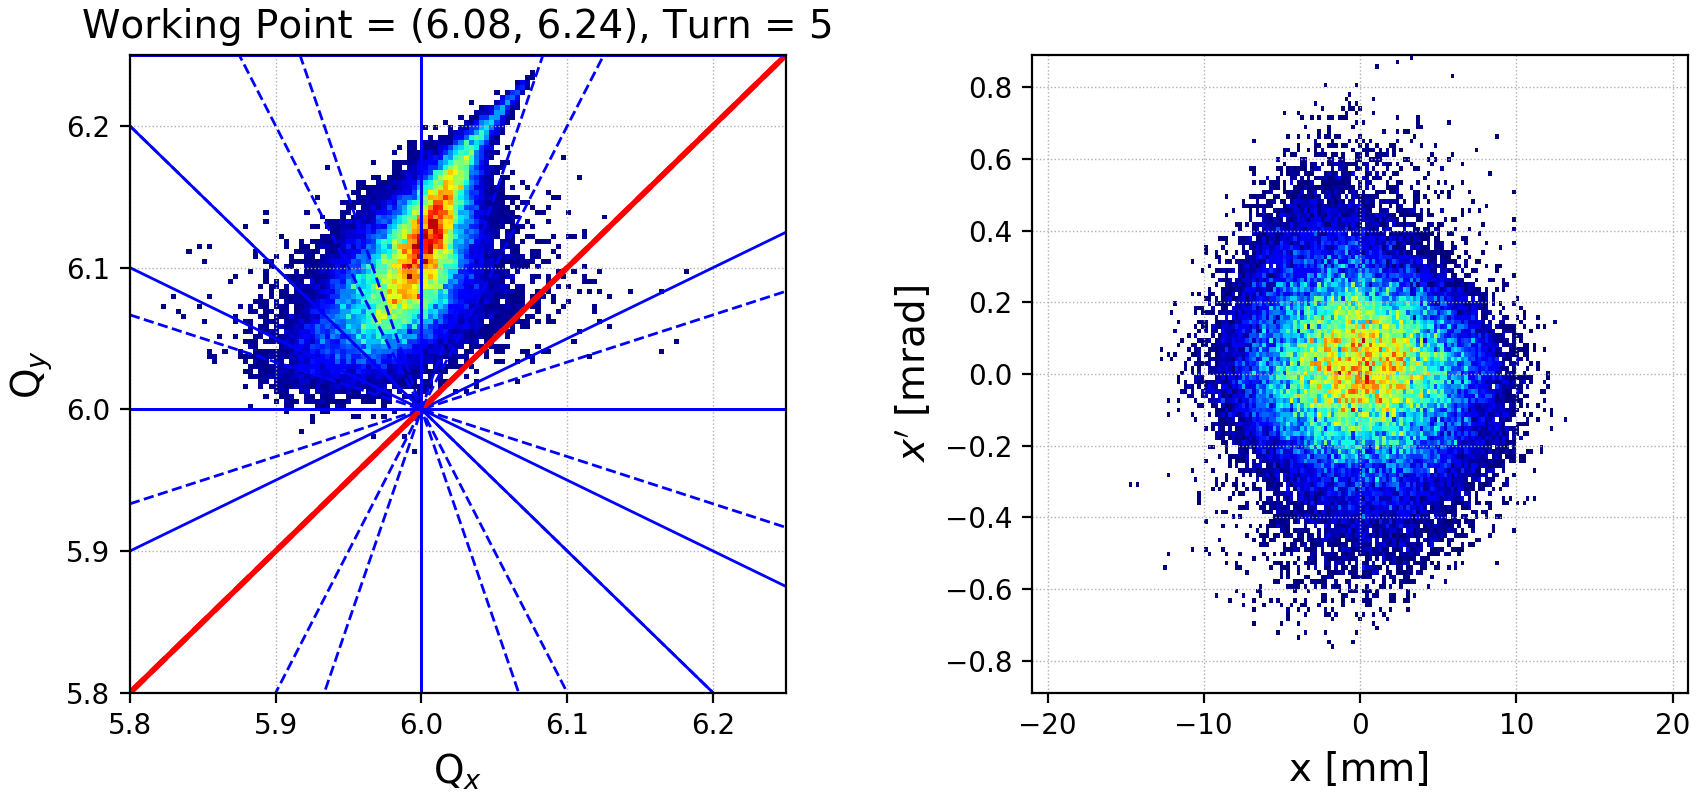 Working Point = (6.08, 6.24), Turn = 5
6.2
6.1
6.0
5.9
5.8
Q_y
5.8 5.9 6.0 6.1 6.2
Q_x
0.8
0.6
0.4
0.2
0.0
−0.2
−0.4
−0.6
−0.8
x′ [mrad]
−20 −10 0 10 20
x [mm]